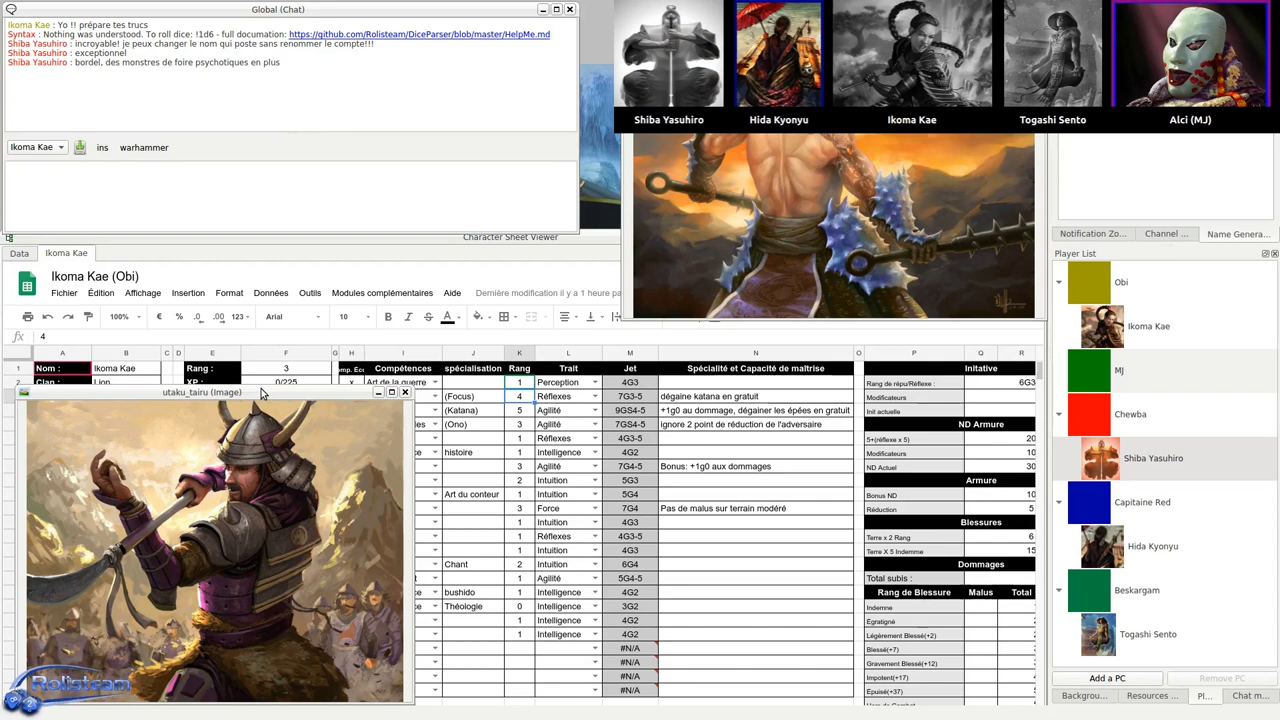 Global (Chat)
Ikoma Kae : Yo !! prépare tes trucs
Syntax : Nothing was understood. To roll dice: !1d6 - full documation: https://github.com/Rolisteam/DiceParser/blob/master/HelpMe.md
Shiba Yasuhiro : incroyable! je peux changer le nom qui poste sans renommer le compte!!!
Shiba Yasuhiro : exceptionnel
Shiba Yasuhiro : bordel, des monstres de foire psychotiques en plus
Ikoma Kae ins warhammer
Shiba Yasuhiro Hida Kyonyu Ikoma Kae Togashi Sento Alci (MJ)
Character Sheet Viewer
Data Ikoma Kae
Ikoma Kae (Obi)
Fichier Édition Affichage Insertion Format Données Outils Modules complémentaires Aide Dernière modification il y a 1 heure pa
100% € % .0 .00 123 Arial 10 B I S A
fx 4
A B C D E F G H I J K L M N O P Q R
1 Nom : Ikoma Kae Rang : 3 Compétences spécialisation Rang Trait Jet Spécialité et Capacité de maîtrise Initative
2 Clan : Lion XP : 0/225 x Art de la guerre 1 Perception 4G3 Rang de répu/Réflexe : 6G3
utaku_tairu (Image)
(Focus) 4 Réflexes 7G3-5 dégaine katana en gratuit Modificateurs
(Katana) 5 Agilité 9GS4-5 +1g0 au dommage, dégainer les épées en gratuit Init actuelle
les (Ono) 3 Agilité 7GS4-5 ignore 2 point de réduction de l'adversaire ND Armure
1 Réflexes 4G3-5 5+(réflexe x 5) 20
ce histoire 1 Intelligence 4G2 Modificateurs 10
3 Agilité 7G4-5 Bonus: +1g0 aux dommages ND Actuel 30
2 Intuition 5G3 Armure
Art du conteur 1 Intuition 5G4 Bonus ND 10
3 Force 7G4 Pas de malus sur terrain modéré Réduction 5
1 Intuition 4G3 Blessures
1 Réflexes 4G3-5 Terre x 2 Rang 6
1 Intuition 4G3 Terre X 5 Indemme 15
Chant 2 Intuition 6G4 Dommages
1 Agilité 5G4-5 Total subis :
ce bushido 1 Intelligence 4G2 Rang de Blessure Malus Total
ce Théologie 0 Intelligence 3G2 Indemne
1 Intelligence 4G2 Egratigné
1 Intelligence 4G2 Légèrement Blessé(+2)
#N/A Blessé(+7)
#N/A Gravement Blessé(+12)
#N/A Impotent(+17)
#N/A Épuisé(+37)
Rolisteam
Notification Zo... Channel ... Name Genera...
Player List
Obi
Ikoma Kae
MJ
Chewba
Shiba Yasuhiro
Capitaine Red
Hida Kyonyu
Beskargam
Togashi Sento
Add a PC Remove PC
Backgrou... Resources ... Pl... Chat m...